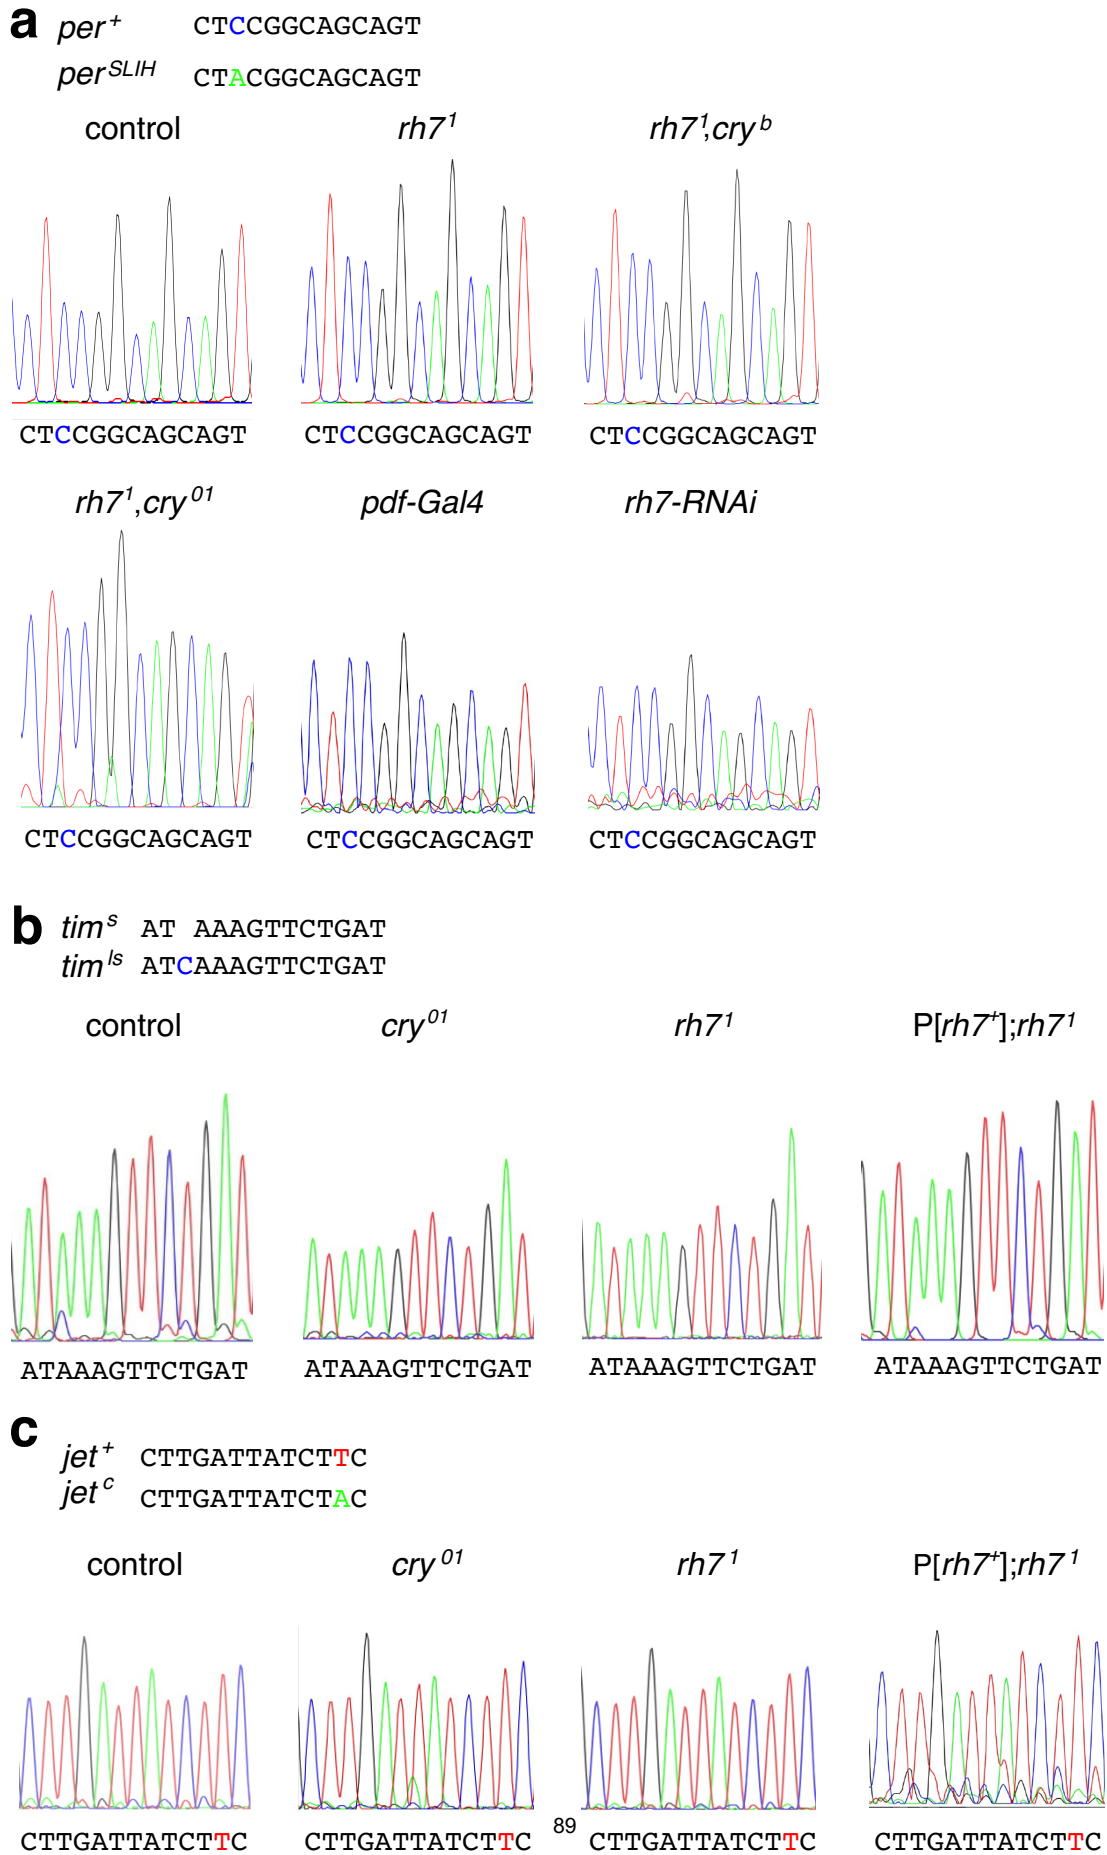 a
per+ CTCCGGCAGCAGT
perSLIH CTACGGCAGCAGT
control rh7¹ rh7¹,cryᵇ
CTCCGGCAGCAGT CTCCGGCAGCAGT CTCCGGCAGCAGT
rh7¹,cry⁰¹ pdf-Gal4 rh7-RNAi
CTCCGGCAGCAGT CTCCGGCAGCAGT CTCCGGCAGCAGT
b
timˢ AT AAAGTTCTGAT
timˡˢ ATCAAAGTTCTGAT
control cry⁰¹ rh7¹ P[rh7⁺];rh7¹
ATAAAGTTCTGAT ATAAAGTTCTGAT ATAAAGTTCTGAT ATAAAGTTCTGAT
c
jet⁺ CTTGATTATCTTC
jetᶜ CTTGATTATCTAC
control cry⁰¹ rh7¹ P[rh7⁺];rh7¹
89
CTTGATTATCTTC CTTGATTATCTTC CTTGATTATCTTC CTTGATTATCTTC